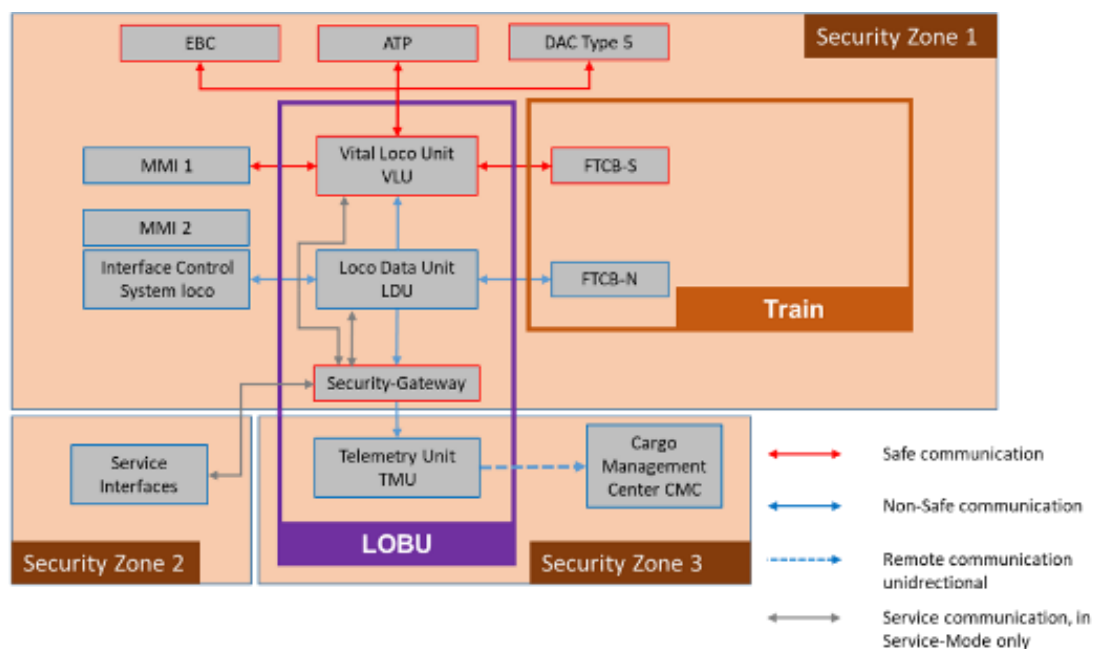 EBC
ATP
DAC Type 5
Security Zone 1
MMI 1
Vital Loco Unit
VLU
FTCB-S
MMI 2
Interface Control
System loco
Loco Data Unit
LDU
FTCB-N
Train
Security-Gateway
Service
Interfaces
Telemetry Unit
TMU
Cargo
Management
Center CMC
LOBU
Security Zone 2
Security Zone 3
Safe communication
Non-Safe communication
Remote communication
unidirectional
Service communication, in
Service-Mode only